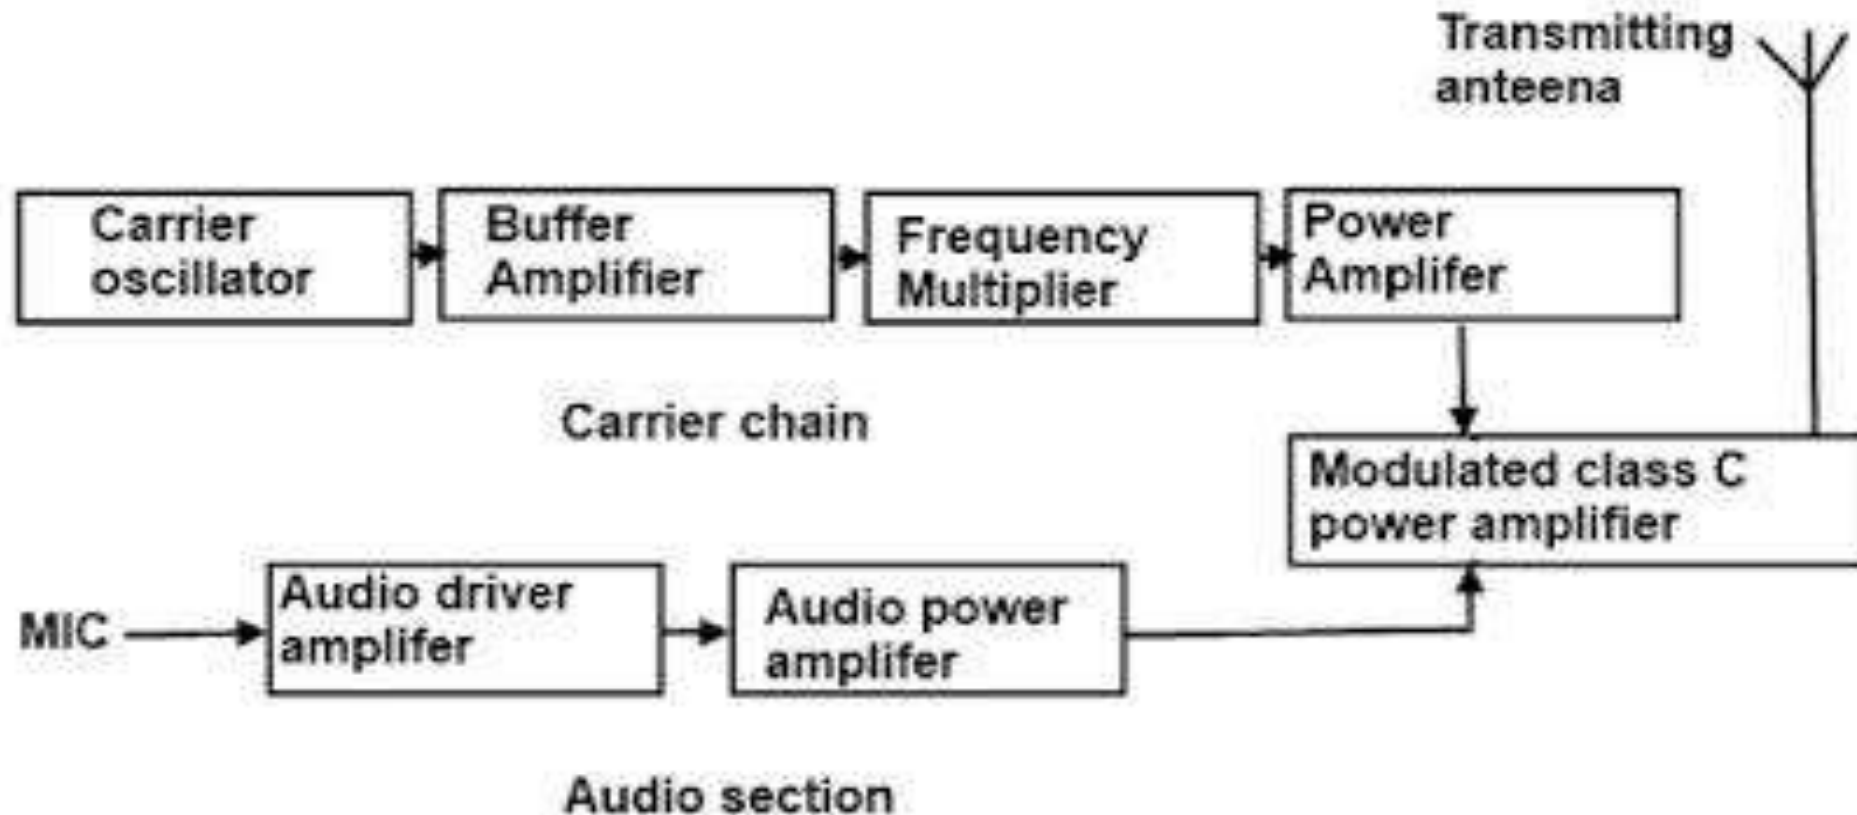 Transmitting
anteena
Carrier
oscillator
Buffer
Amplifier
Frequency
Multiplier
Power
Amplifer
Carrier chain
Modulated class C
power amplifier
MIC
Audio driver
amplifer
Audio power
amplifer
Audio section